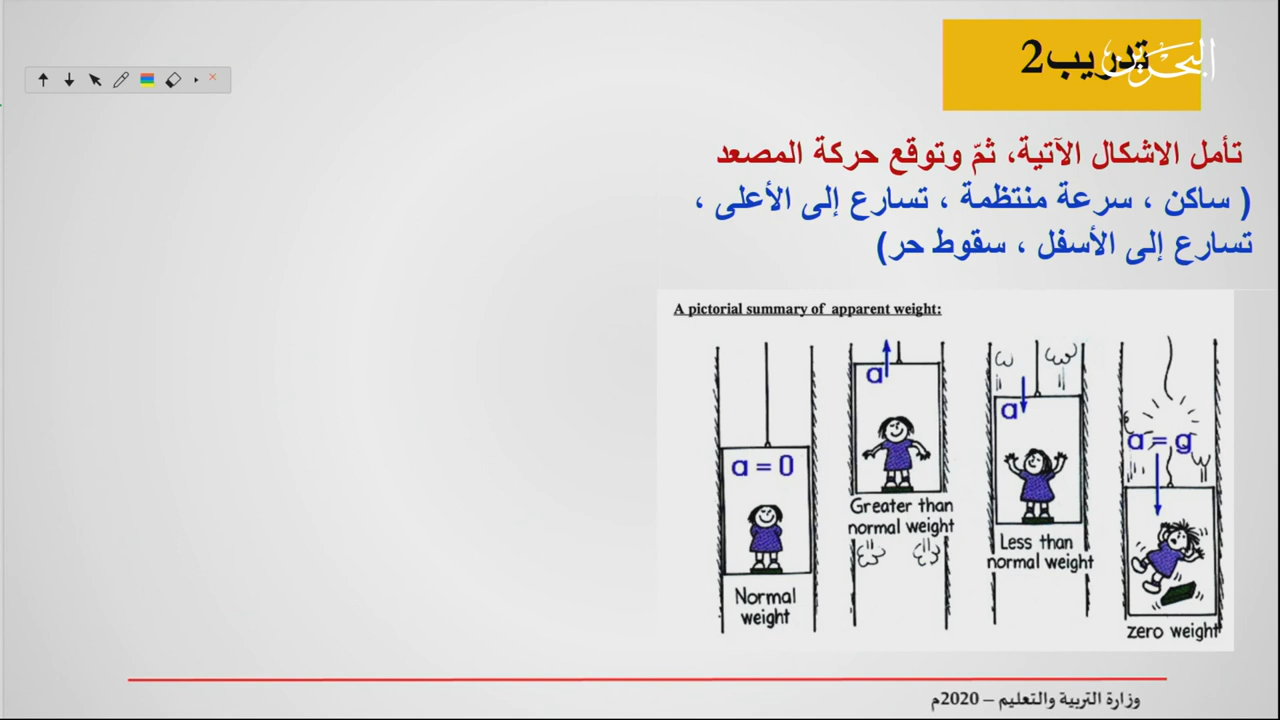 تدريب2
البحرين
تأمل الاشكال الآتية، ثمّ وتوقع حركة المصعد
( ساكن ، سرعة منتظمة ، تسارع إلى الأعلى ،
تسارع إلى الأسفل ، سقوط حر)
A pictorial summary of apparent weight:
a = 0
Normal
weight
a
Greater than
normal weight
a
Less than
normal weight
a = g
zero weight
وزارة التربية والتعليم – 2020م